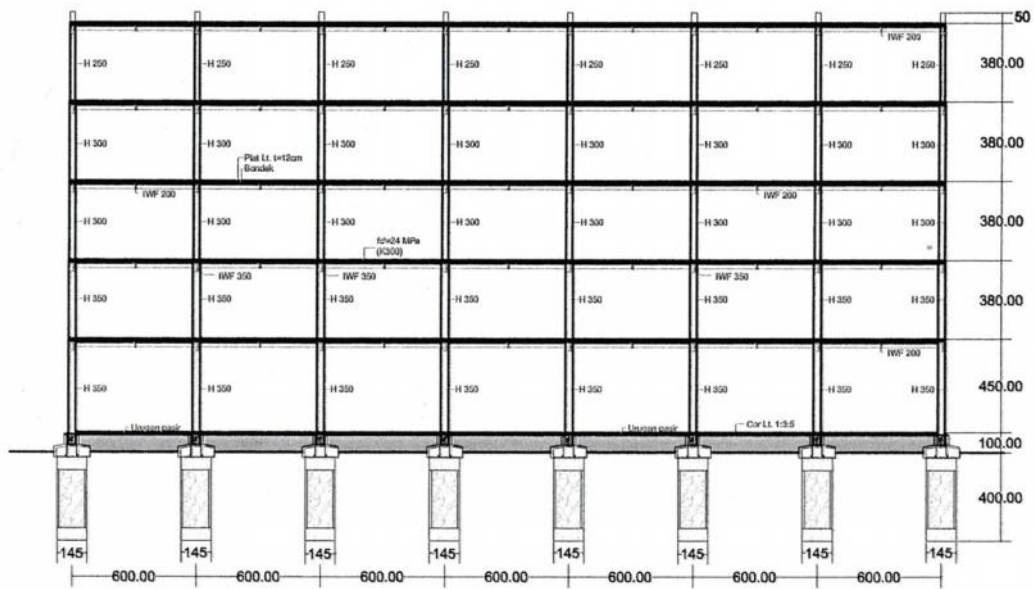 50
IWF 200
H 250
H 250
H 250
H 250
H 250
H 250
H 250
H 250
380.00
H 300
H 300
H 300
H 300
H 300
H 300
H 300
H 300
380.00
Plat Lt. t=12cm
Bondek
IWF 200
IWF 200
H 300
H 300
H 300
H 300
H 300
H 300
H 300
H 300
380.00
fc'=24 MPa
(K300)
IWF 350
IWF 350
IWF 350
H 350
H 350
H 350
H 350
H 350
H 350
H 350
H 350
380.00
IWF 200
H 350
H 350
H 350
H 350
H 350
H 350
H 350
H 350
450.00
Urugan pasir
Urugan pasir
Cor Lt. 1:3:5
100.00
400.00
145
145
145
145
145
145
145
145
600.00
600.00
600.00
600.00
600.00
600.00
600.00